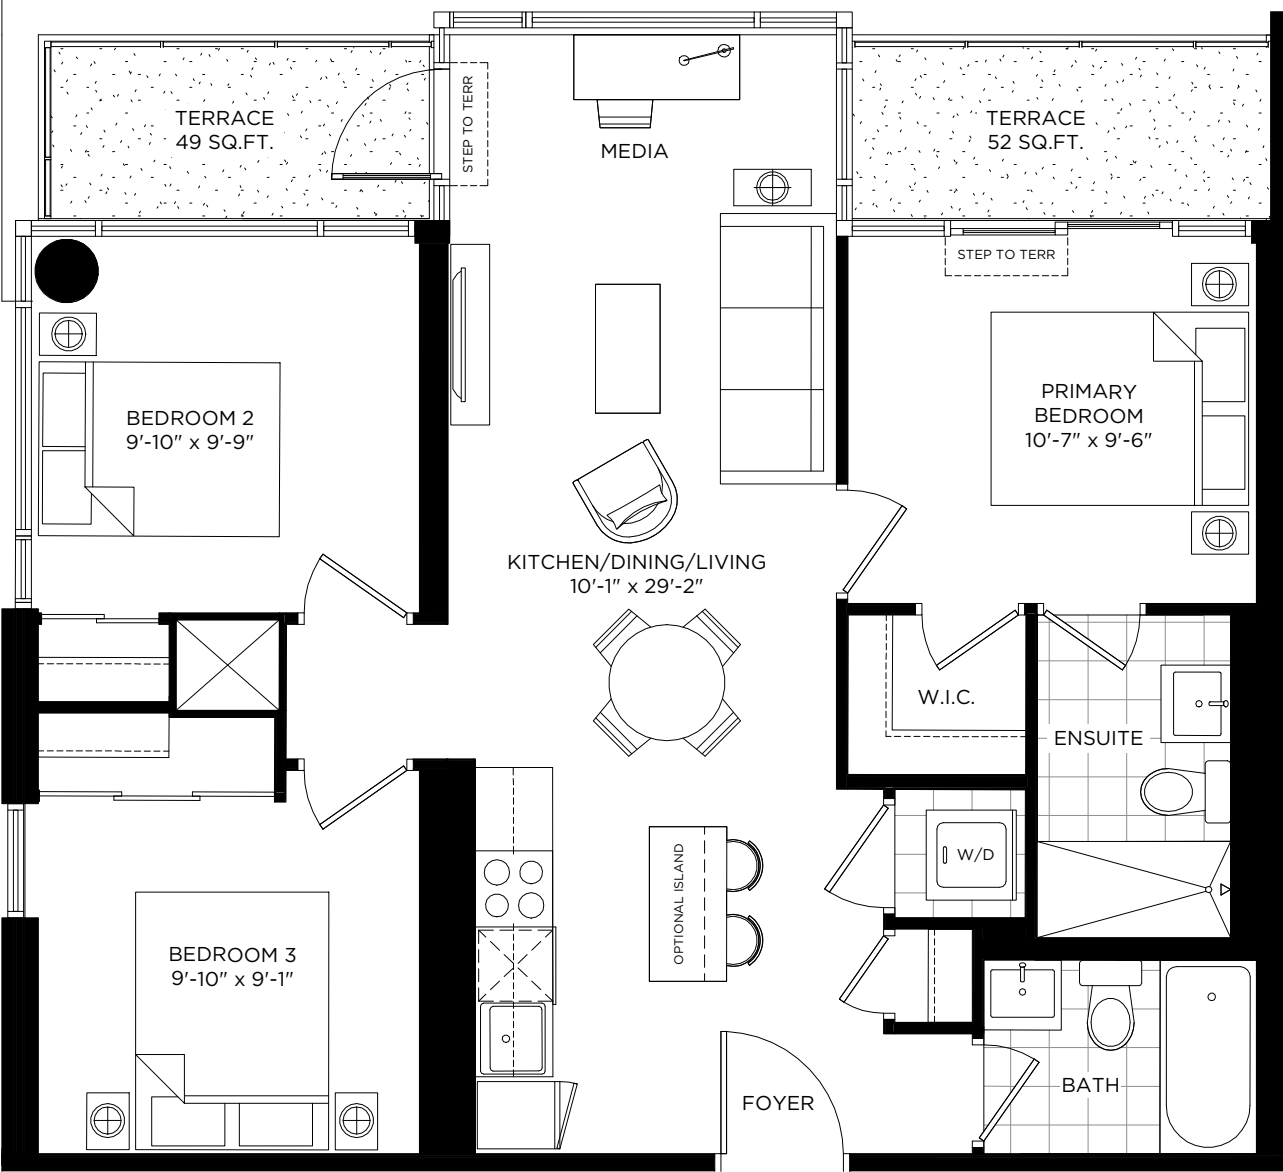 TERRACE
49 SQ.FT.
STEP TO TERR
MEDIA
TERRACE
52 SQ.FT.
STEP TO TERR
BEDROOM 2
9'-10" x 9'-9"
PRIMARY
BEDROOM
10'-7" x 9'-6"
KITCHEN/DINING/LIVING
10'-1" x 29'-2"
W.I.C.
ENSUITE
W/D
OPTIONAL ISLAND
BEDROOM 3
9'-10" x 9'-1"
FOYER
BATH